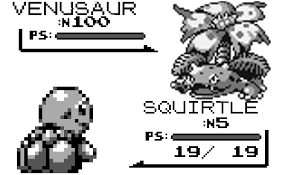 VENUSAUR
:N100
PS:
SQUIRTLE
:N5
PS:
19/ 19